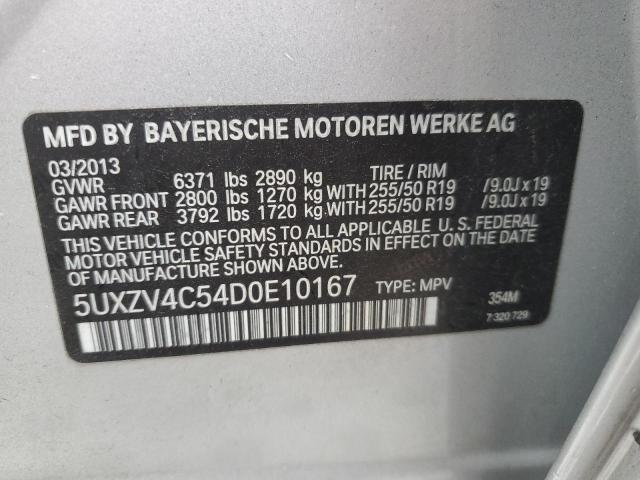 MFD BY BAYERISCHE MOTOREN WERKE AG
03/2013 TIRE / RIM
GVWR 6371 lbs 2890 kg
GAWR FRONT 2800 lbs 1270 kg WITH 255/50 R19 /9.0J x 19
GAWR REAR 3792 lbs 1720 kg WITH 255/50 R19 /9.0J x 19
THIS VEHICLE CONFORMS TO ALL APPLICABLE U. S. FEDERAL
MOTOR VEHICLE SAFETY STANDARDS IN EFFECT ON THE DATE
OF MANUFACTURE SHOWN ABOVE.
5UXZV4C54D0E10167 TYPE: MPV 354M
7 320 729